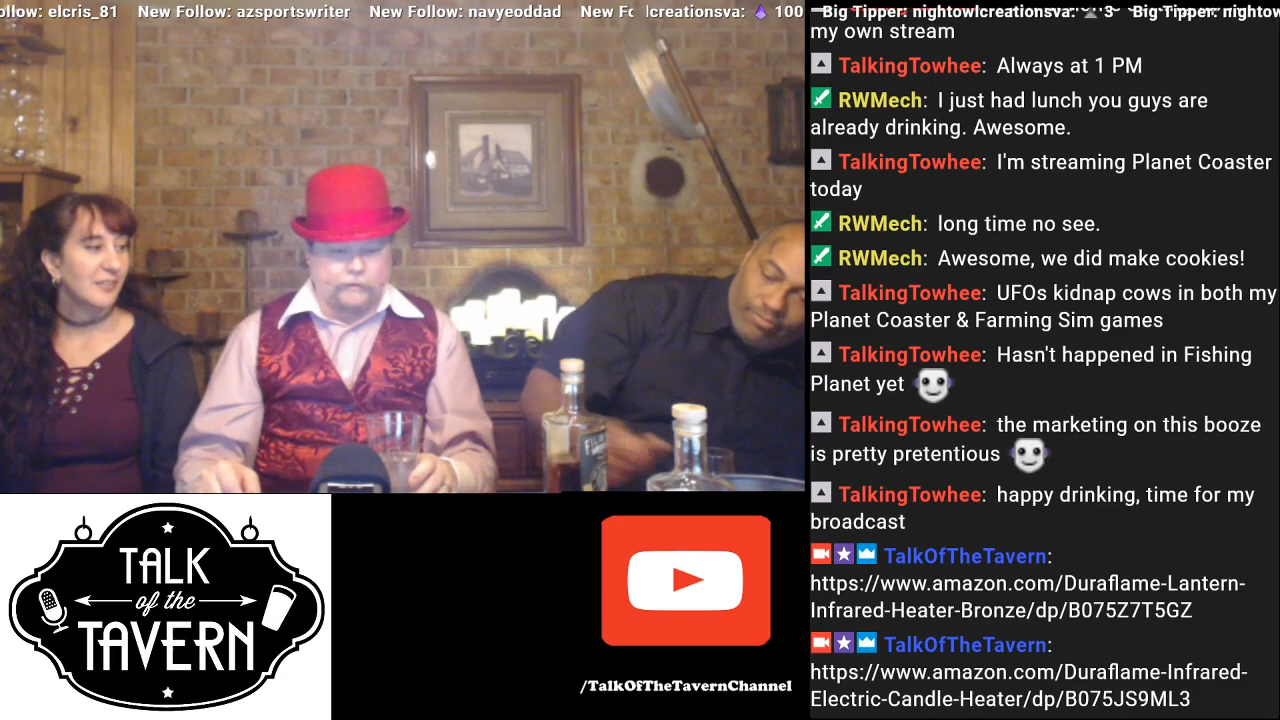 ollow: elcris_81 New Follow: azsportswriter New Follow: navyeoddad New Fo lcreationsva: 100
Big Tipper: nightowlcreationsva: 3 Big Tipper: nightow
my own stream
TalkingTowhee: Always at 1 PM
RWMech: I just had lunch you guys are
already drinking. Awesome.
TalkingTowhee: I'm streaming Planet Coaster
today
RWMech: long time no see.
RWMech: Awesome, we did make cookies!
TalkingTowhee: UFOs kidnap cows in both my
Planet Coaster & Farming Sim games
TalkingTowhee: Hasn't happened in Fishing
Planet yet
TalkingTowhee: the marketing on this booze
is pretty pretentious
TalkingTowhee: happy drinking, time for my
broadcast
TalkOfTheTavern:
https://www.amazon.com/Duraflame-Lantern-
Infrared-Heater-Bronze/dp/B075Z7T5GZ
TalkOfTheTavern:
https://www.amazon.com/Duraflame-Infrared-
Electric-Candle-Heater/dp/B075JS9ML3
TALK
of the
TAVERN
/TalkOfTheTavernChannel